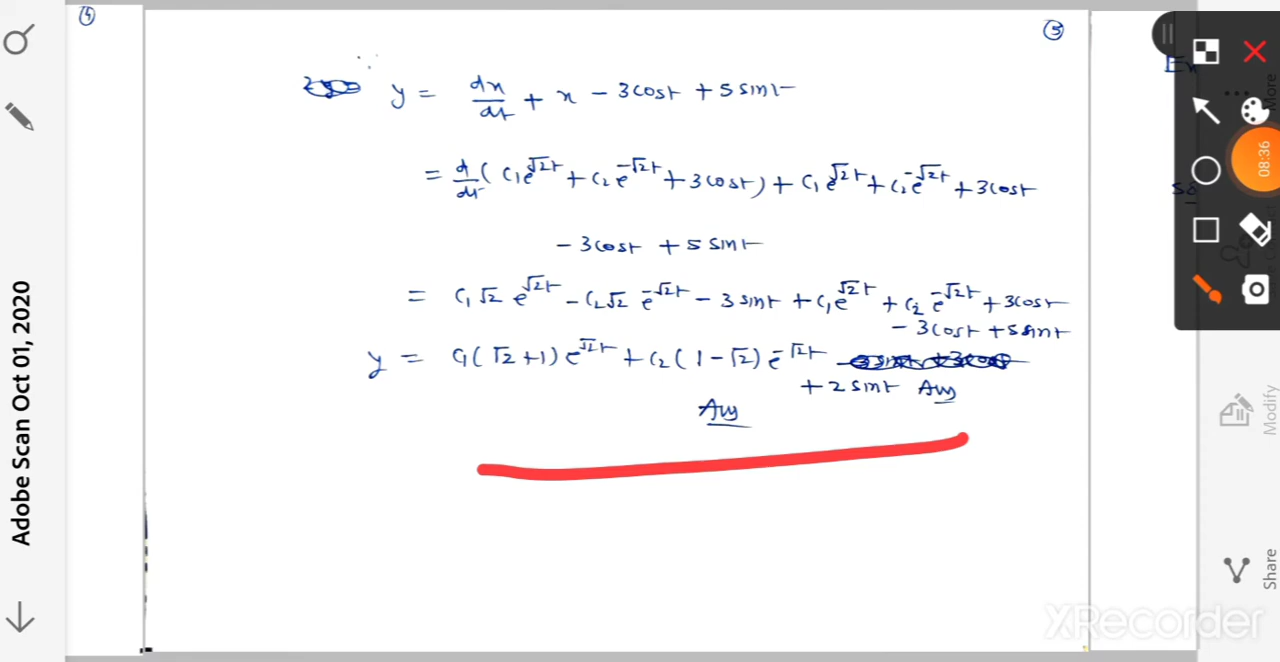 ④
⑤
y = dx/dt + x - 3cost + 5sint
= d/dt (c₁e^√2t + c₂e^-√2t + 3cost) + c₁e^√2t + c₂e^-√2t + 3cost
- 3cost + 5sint
= c₁√2 e^√2t - c₂√2 e^-√2t - 3sint + c₁e^√2t + c₂e^-√2t + 3cost
- 3cost + 5sint
y = c₁(√2+1)e^√2t + c₂(1-√2)e^-√2t
+ 2sint Ans
Ans
Adobe Scan Oct 01, 2020
More
08:36
Modify
Share
XRecorder